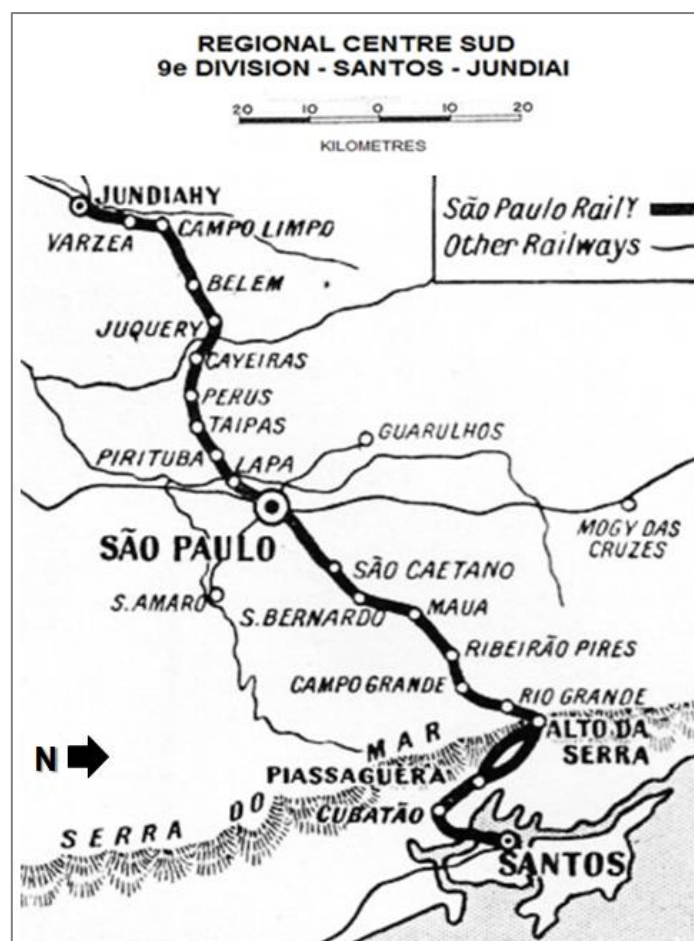 REGIONAL CENTRE SUD
9e DIVISION - SANTOS - JUNDIAI
20 10 0 10 20
KILOMETRES
JUNDIAHY
São Paulo Railʸ
VARZEA
CAMPO LIMPO
Other Railways
BELEM
JUQUERY
CAYEIRAS
PERUS
TAIPAS
GUARULHOS
PIRITUBA
LAPA
SÃO PAULO
MOGY DAS
CRUZES
SÃO CAETANO
S. AMARO
S. BERNARDO
MAUA
RIBEIRÃO PIRES
CAMPO GRANDE
RIO GRANDE
ALTO DA
SERRA
N
PIASSAGUERA
CUBATÃO
SERRA DO MAR
SANTOS